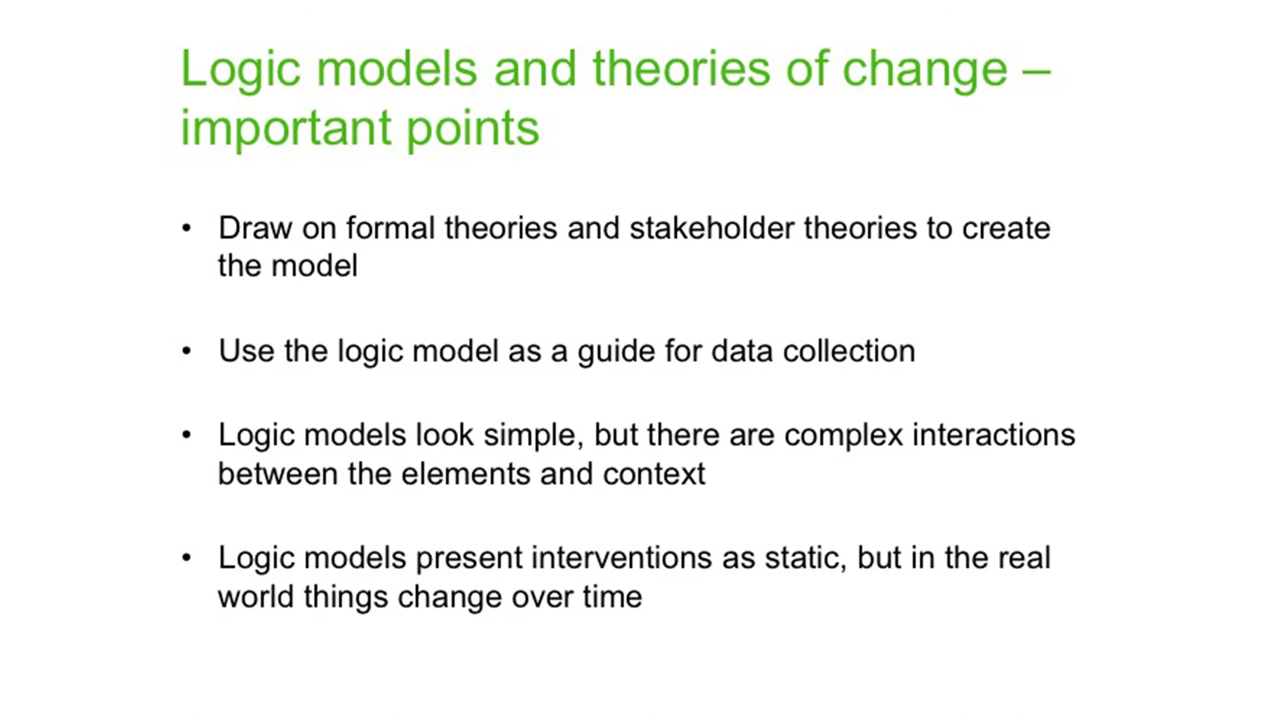 Logic models and theories of change –
important points
• Draw on formal theories and stakeholder theories to create
the model
• Use the logic model as a guide for data collection
• Logic models look simple, but there are complex interactions
between the elements and context
• Logic models present interventions as static, but in the real
world things change over time